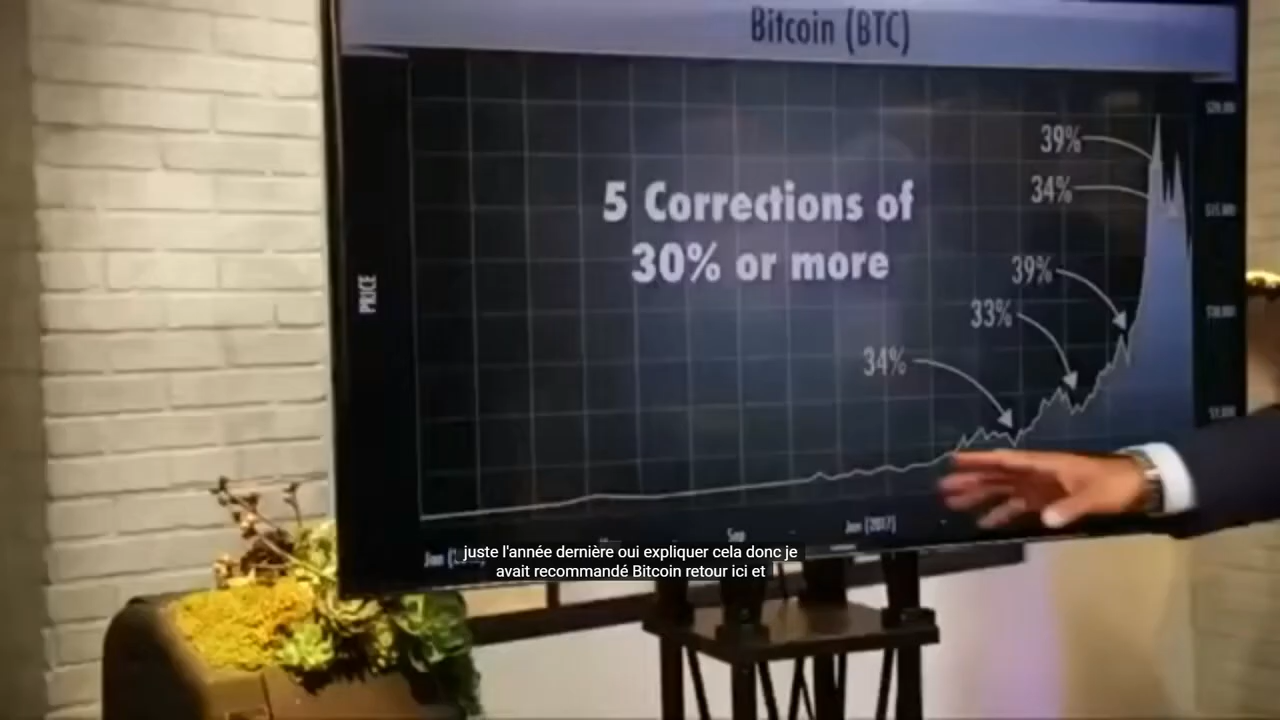 Bitcoin (BTC)
39%
34%
5 Corrections of
30% or more
39%
33%
34%
PRICE
Sep
Jan (2017)
juste l'année dernière oui expliquer cela donc je
avait recommandé Bitcoin retour ici et